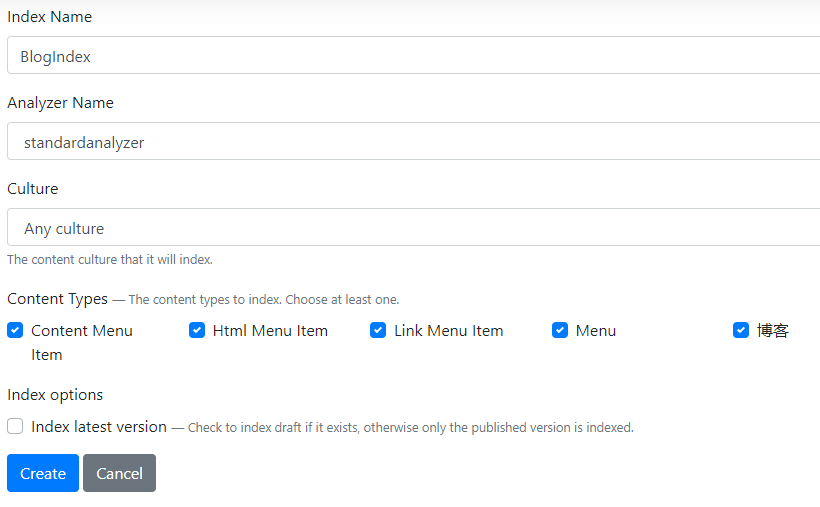 Index Name
BlogIndex
Analyzer Name
standardanalyzer
Culture
Any culture
The content culture that it will index.
Content Types — The content types to index. Choose at least one.
Content Menu Item
Html Menu Item
Link Menu Item
Menu
博客
Index options
Index latest version — Check to index draft if it exists, otherwise only the published version is indexed.
Create
Cancel